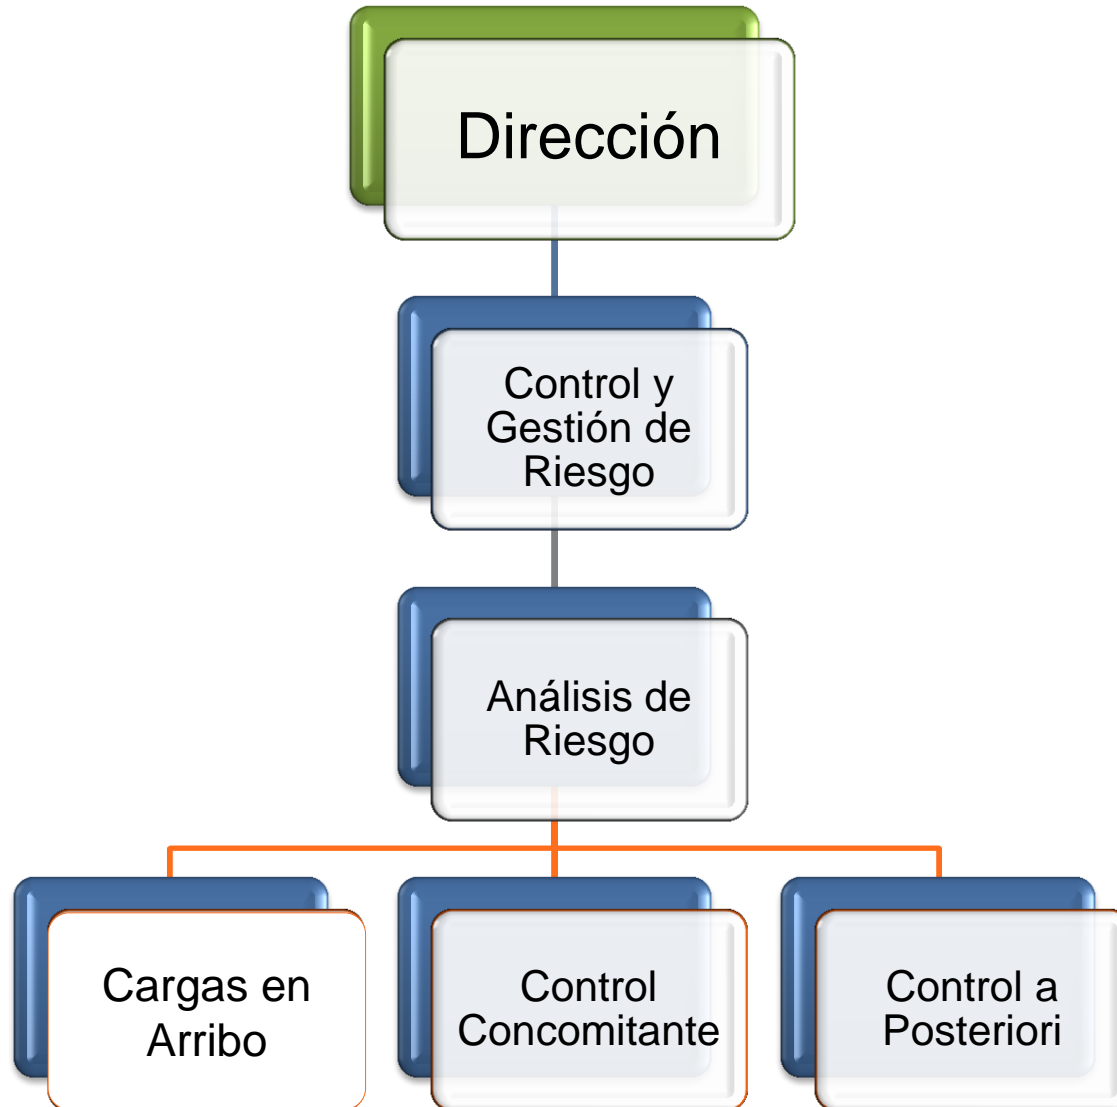 Dirección
Control y
Gestión de
Riesgo
Análisis de
Riesgo
Cargas en
Arribo
Control
Concomitante
Control a
Posteriori